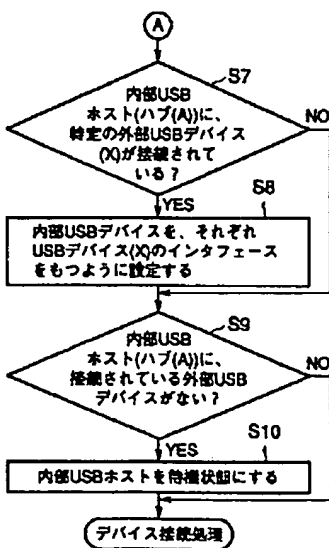 A
S7
内部USB
ホスト(ハブ(A))に、
特定の外部USBデバイス
(X)が接続されて
いる？
NO
YES
S8
内部USBデバイスを、それぞれ
USBデバイス(X)のインタフェース
をもつように設定する
S9
内部USB
ホスト(ハブ(A))に、
接続されている外部USB
デバイスがない？
NO
YES
S10
内部USBホストを待機状態にする
デバイス接続処理